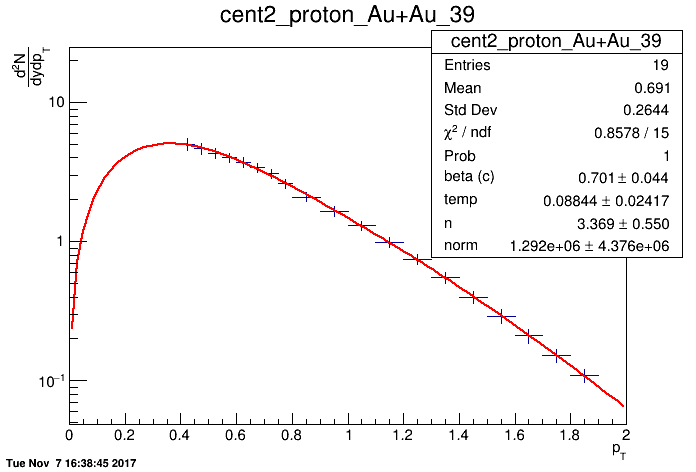 cent2_proton_Au+Au_39
cent2_proton_Au+Au_39
Entries 19
Mean 0.691
Std Dev 0.2644
χ² / ndf 0.8578 / 15
Prob 1
beta (c) 0.701 ± 0.044
temp 0.08844 ± 0.02417
n 3.369 ± 0.550
norm 1.292e+06 ± 4.376e+06
d²N
dydp_T
10
1
10⁻¹
0 0.2 0.4 0.6 0.8 1 1.2 1.4 1.6 1.8 2
p_T
Tue Nov 7 16:38:45 2017